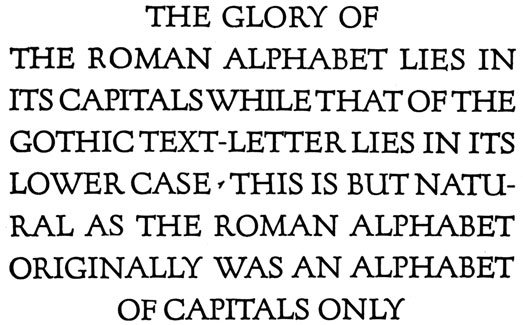 THE GLORY OF
THE ROMAN ALPHABET LIES IN
ITS CAPITALS WHILE THAT OF THE
GOTHIC TEXT-LETTER LIES IN ITS
LOWER CASE · THIS IS BUT NATU-
RAL AS THE ROMAN ALPHABET
ORIGINALLY WAS AN ALPHABET
OF CAPITALS ONLY